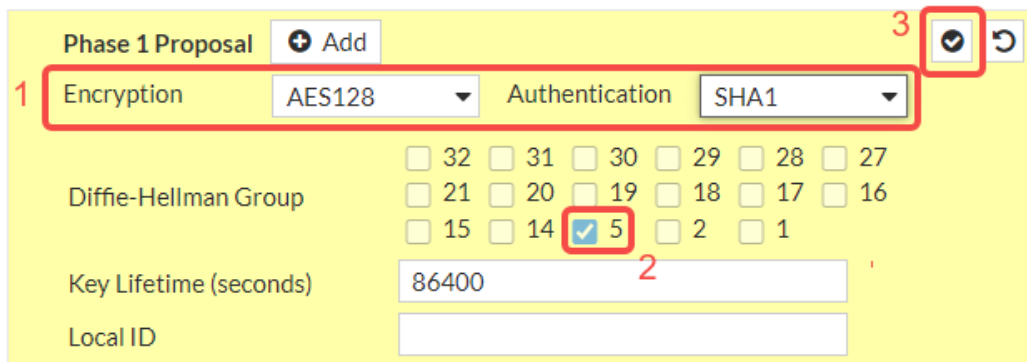 3
Phase 1 Proposal Add
1 Encryption AES128 Authentication SHA1
32 31 30 29 28 27
Diffie-Hellman Group 21 20 19 18 17 16
15 14 5 2 1
2
Key Lifetime (seconds) 86400
Local ID